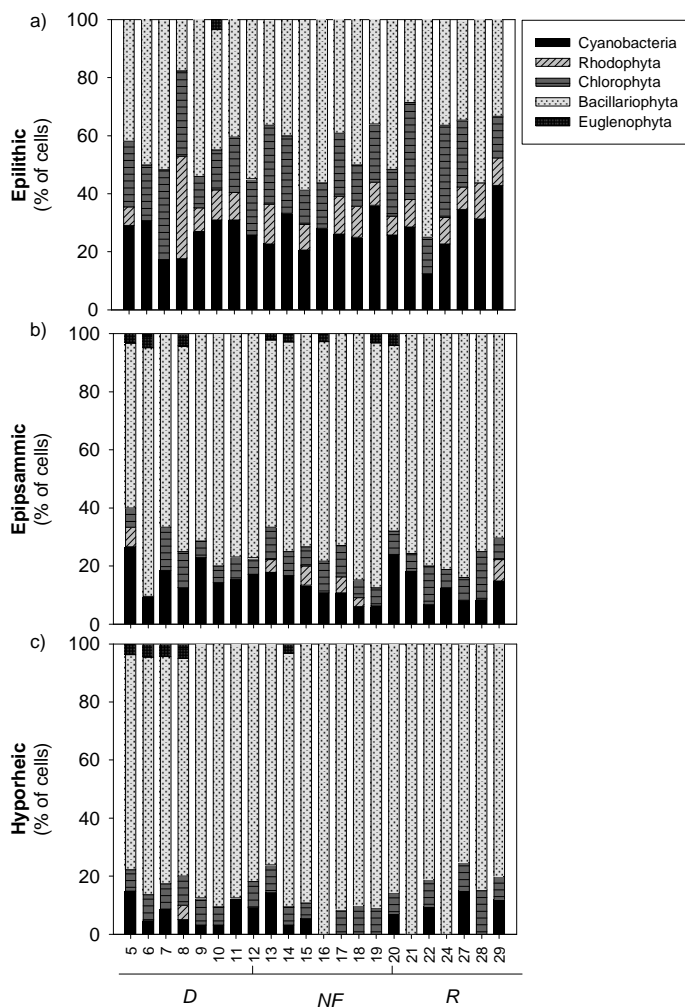 a)
100
80
60
40
20
0
Epilithic
(% of cells)
Cyanobacteria
Rhodophyta
Chlorophyta
Bacillariophyta
Euglenophyta
b)
100
80
60
40
20
0
Epipsammic
(% of cells)
c)
100
80
60
40
20
0
Hyporheic
(% of cells)
5 6 7 8 9 10 11 12 13 14 15 16 17 18 19 20 21 22 24 27 28 29
D NF R